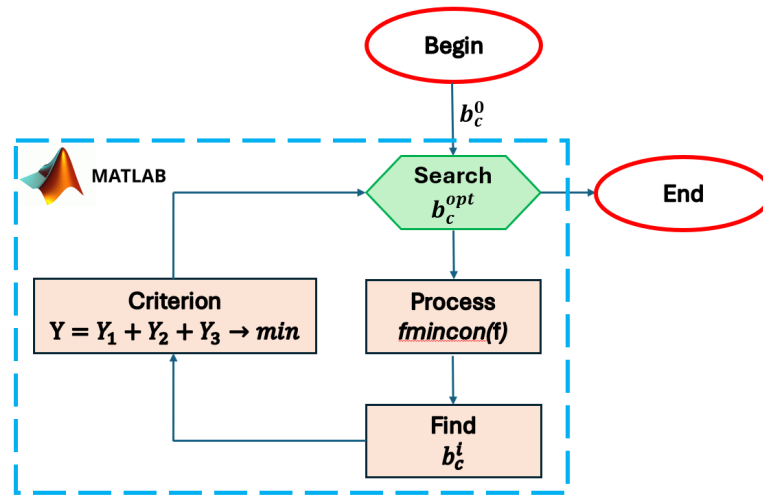 Begin
b_c^0
MATLAB
Search
b_c^{opt}
End
Criterion
Y = Y_1 + Y_2 + Y_3 → min
Process
fmincon(f)
Find
b_c^i